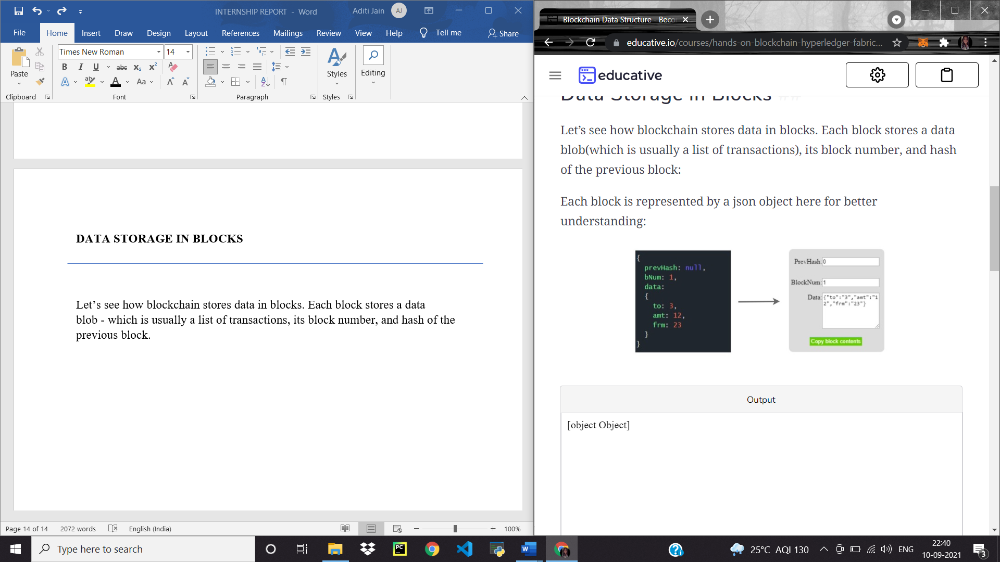 INTERNSHIP REPORT - Word
Aditi Jain
AJ
File
Home
Insert
Draw
Design
Layout
References
Mailings
Review
View
Help
Tell me
Share
Paste
Clipboard
Times New Roman
14
Font
Paragraph
Styles
Styles
Editing
DATA STORAGE IN BLOCKS
Let’s see how blockchain stores data in blocks. Each block stores a data
blob - which is usually a list of transactions, its block number, and hash of the
previous block.
Page 14 of 14
2072 words
English (India)
100%
Blockchain Data Structure - Beco
educative.io/courses/hands-on-blockchain-hyperledger-fabric...
educative
Data Storage in Blocks ##
Let’s see how blockchain stores data in blocks. Each block stores a data
blob(which is usually a list of transactions), its block number, and hash
of the previous block:
Each block is represented by a json object here for better
understanding:
{
prevHash: null,
bNum: 1,
data:
{
to: 3,
amt: 12,
frm: 23
}
}
PrevHash:0
BlockNum:1
Data:{"to":"3","amt":"1
2","frm":"23"}
Copy block contents
Output
[object Object]
Type here to search
25°C AQI 130
ENG
22:40
10-09-2021
3